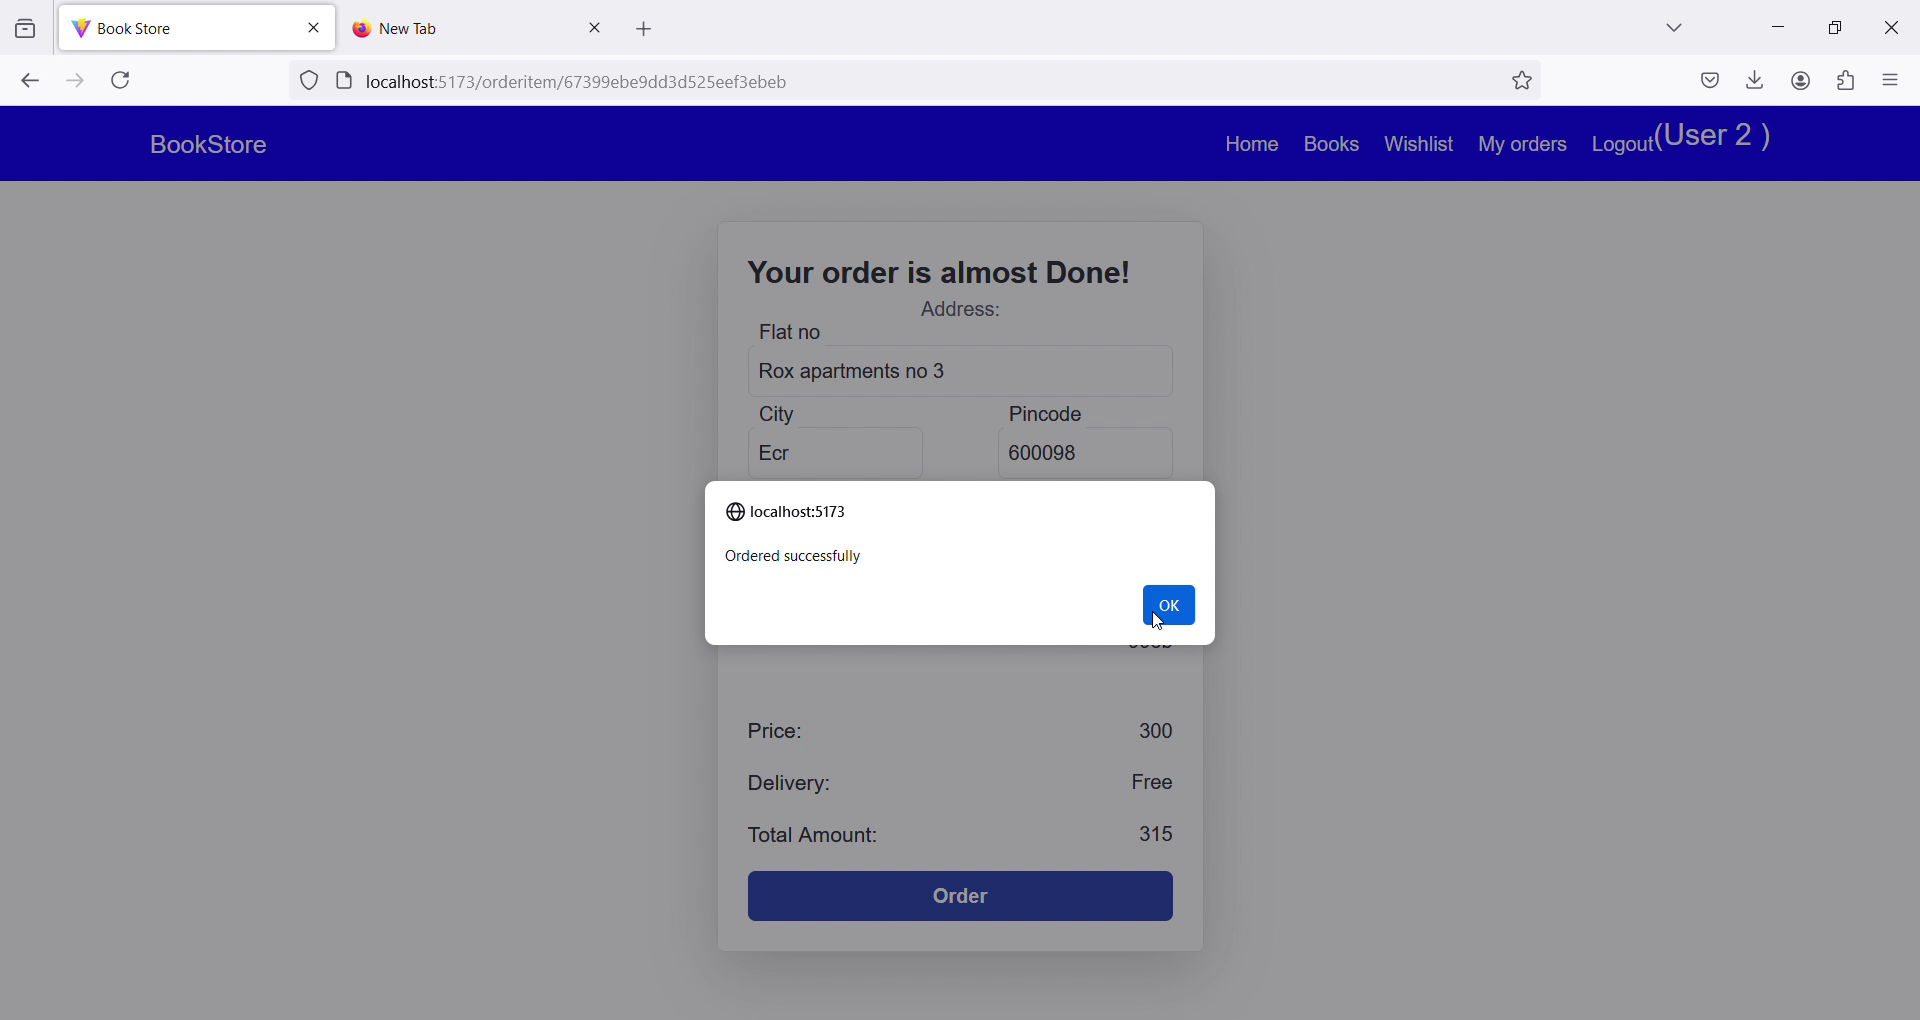 Book Store
New Tab
localhost:5173/orderitem/67399ebe9dd3d525eef3ebeb
BookStore
Home Books Wishlist My orders Logout(User 2 )
Your order is almost Done!
Address:
Flat no
Rox apartments no 3
City Pincode
Ecr 600098
localhost:5173
Ordered successfully
OK
Price: 300
Delivery: Free
Total Amount: 315
Order